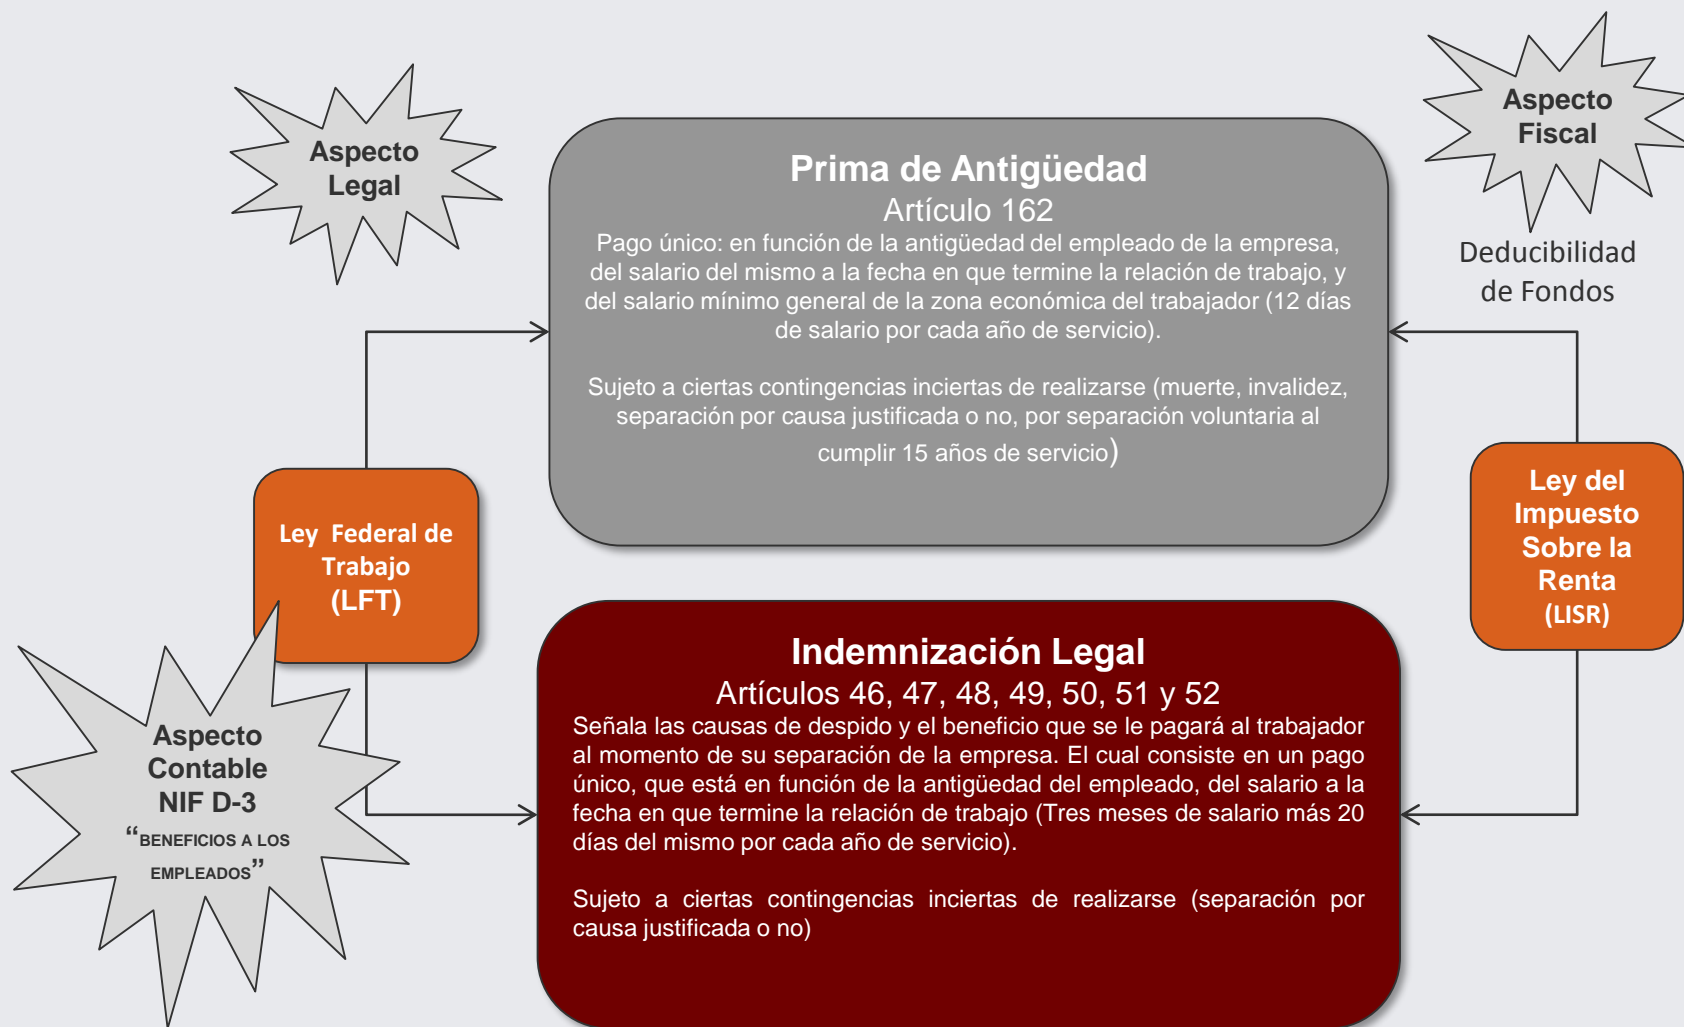 Aspecto
Legal
Aspecto
Fiscal
Deducibilidad
de Fondos
Prima de Antigüedad
Artículo 162
Pago único: en función de la antigüedad del empleado de la empresa,
del salario del mismo a la fecha en que termine la relación de trabajo, y
del salario mínimo general de la zona económica del trabajador (12 días
de salario por cada año de servicio).
Sujeto a ciertas contingencias inciertas de realizarse (muerte, invalidez,
separación por causa justificada o no, por separación voluntaria al
cumplir 15 años de servicio)
Ley Federal de
Trabajo
(LFT)
Ley del
Impuesto
Sobre la
Renta
(LISR)
Aspecto
Contable
NIF D-3
“BENEFICIOS A LOS
EMPLEADOS”
Indemnización Legal
Artículos 46, 47, 48, 49, 50, 51 y 52
Señala las causas de despido y el beneficio que se le pagará al trabajador
al momento de su separación de la empresa. El cual consiste en un pago
único, que está en función de la antigüedad del empleado, del salario a la
fecha en que termine la relación de trabajo (Tres meses de salario más 20
días del mismo por cada año de servicio).
Sujeto a ciertas contingencias inciertas de realizarse (separación por
causa justificada o no)